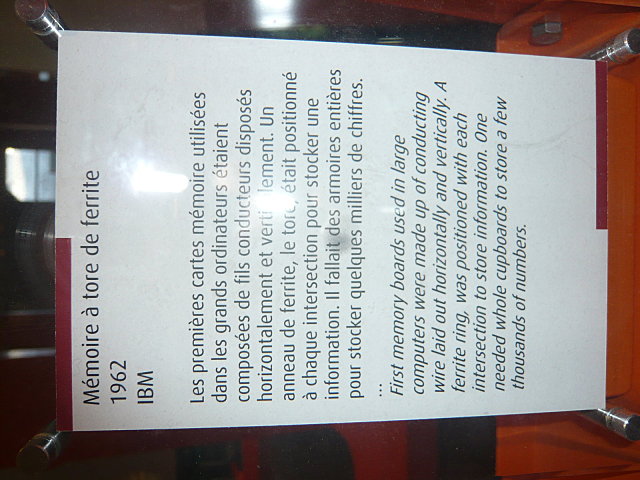 Mémoire à tore de ferrite
1962
IBM
Les premières cartes mémoire utilisées
dans les grands ordinateurs étaient
composées de fils conducteurs disposés
horizontalement et verticalement. Un
anneau de ferrite, le tore, était positionné
à chaque intersection pour stocker une
information. Il fallait des armoires entières
pour stocker quelques milliers de chiffres.
...
First memory boards used in large
computers were made up of conducting
wire laid out horizontally and vertically. A
ferrite ring, was positioned with each
intersection to store information. One
needed whole cupboards to store a few
thousands of numbers.